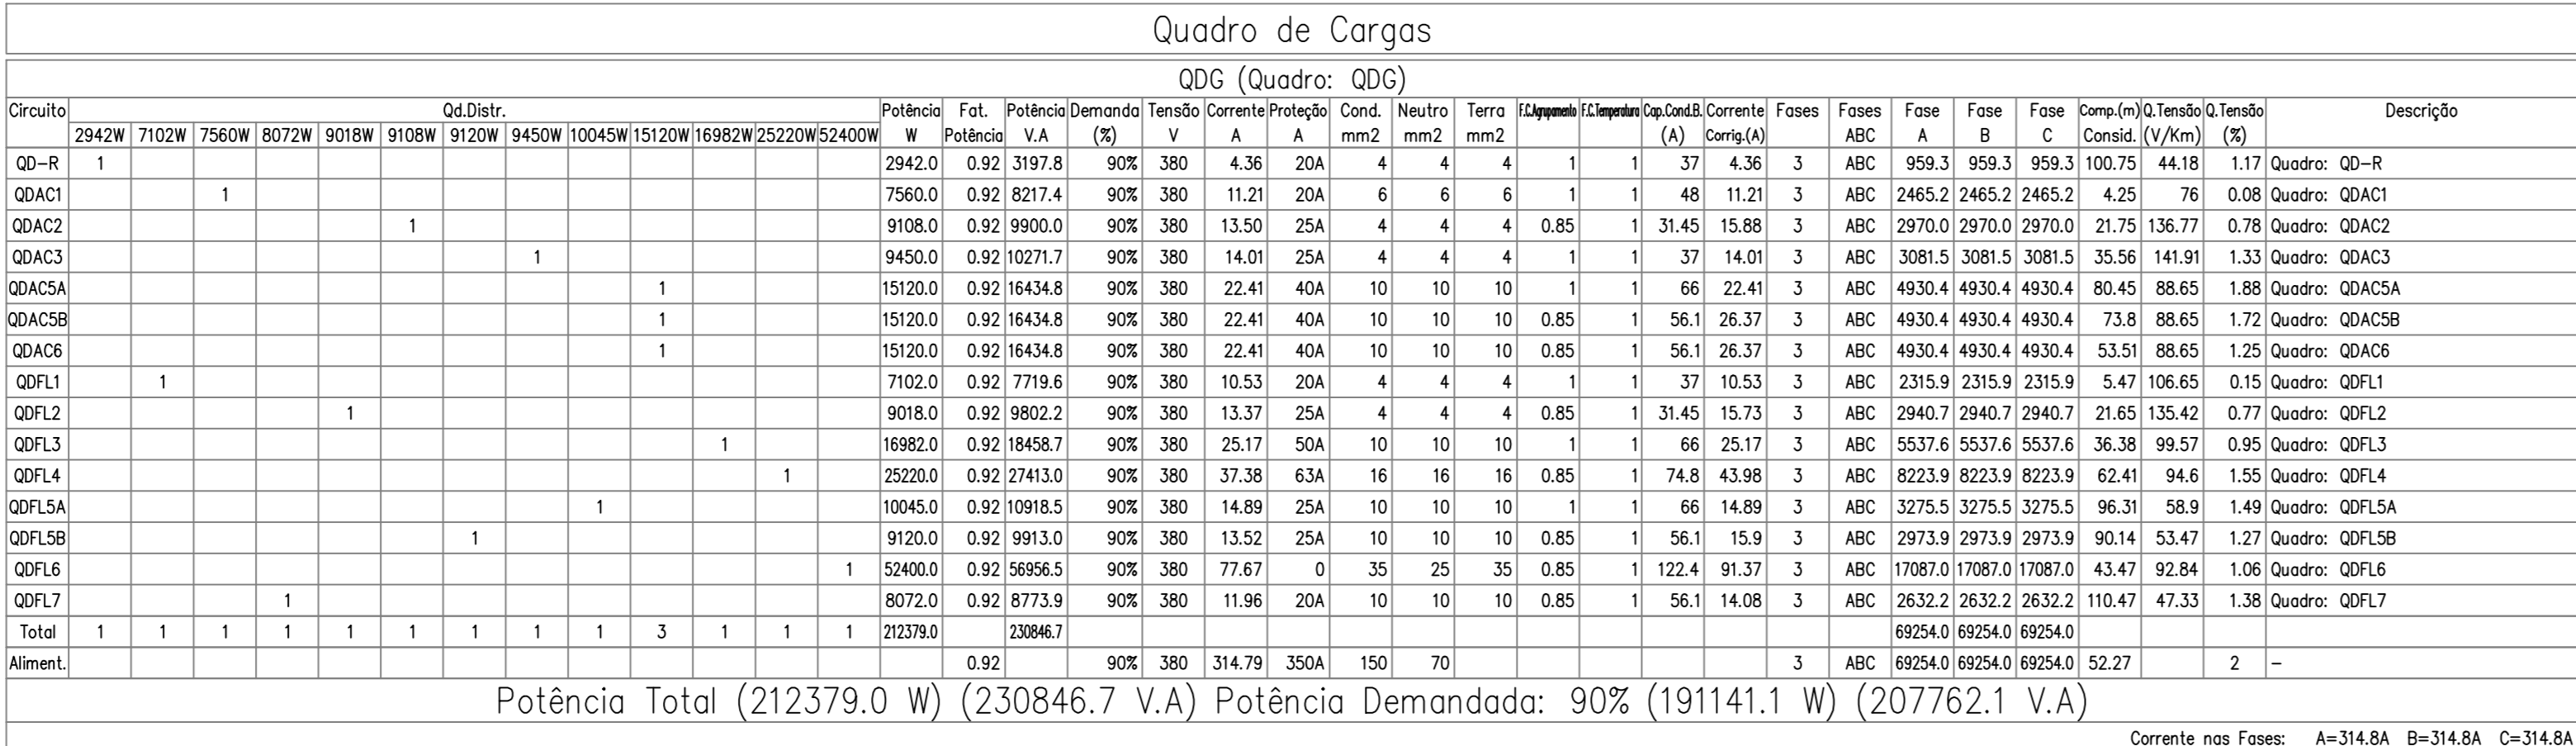 Quadro de Cargas
QDG (Quadro: QDG)
Circuito Qd.Distr. Potência Fat. Potência Demanda Tensão Corrente Proteção Cond. Neutro Terra F.C.Agrupamento F.C.Temperatura Cap.Cond.B. Corrente Fases Fases Fase Fase Fase Comp.(m) Q.Tensão Q.Tensão Descrição
2942W 7102W 7560W 8072W 9018W 9108W 9120W 9450W 10045W 15120W 16982W 25220W 52400W W Potência V.A (%) V A A mm2 mm2 mm2 (A) Corrig.(A) ABC A B C Consid. (V/Km) (%)
QD-R 1 2942.0 0.92 3197.8 90% 380 4.36 20A 4 4 4 1 1 37 4.36 3 ABC 959.3 959.3 959.3 100.75 44.18 1.17 Quadro: QD-R
QDAC1 1 7560.0 0.92 8217.4 90% 380 11.21 20A 6 6 6 1 1 48 11.21 3 ABC 2465.2 2465.2 2465.2 4.25 76 0.08 Quadro: QDAC1
QDAC2 1 9108.0 0.92 9900.0 90% 380 13.50 25A 4 4 4 0.85 1 31.45 15.88 3 ABC 2970.0 2970.0 2970.0 21.75 136.77 0.78 Quadro: QDAC2
QDAC3 1 9450.0 0.92 10271.7 90% 380 14.01 25A 4 4 4 1 1 37 14.01 3 ABC 3081.5 3081.5 3081.5 35.56 141.91 1.33 Quadro: QDAC3
QDAC5A 1 15120.0 0.92 16434.8 90% 380 22.41 40A 10 10 10 1 1 66 22.41 3 ABC 4930.4 4930.4 4930.4 80.45 88.65 1.88 Quadro: QDAC5A
QDAC5B 1 15120.0 0.92 16434.8 90% 380 22.41 40A 10 10 10 0.85 1 56.1 26.37 3 ABC 4930.4 4930.4 4930.4 73.8 88.65 1.72 Quadro: QDAC5B
QDAC6 1 15120.0 0.92 16434.8 90% 380 22.41 40A 10 10 10 0.85 1 56.1 26.37 3 ABC 4930.4 4930.4 4930.4 53.51 88.65 1.25 Quadro: QDAC6
QDFL1 1 7102.0 0.92 7719.6 90% 380 10.53 20A 4 4 4 1 1 37 10.53 3 ABC 2315.9 2315.9 2315.9 5.47 106.65 0.15 Quadro: QDFL1
QDFL2 1 9018.0 0.92 9802.2 90% 380 13.37 25A 4 4 4 0.85 1 31.45 15.73 3 ABC 2940.7 2940.7 2940.7 21.65 135.42 0.77 Quadro: QDFL2
QDFL3 1 16982.0 0.92 18458.7 90% 380 25.17 50A 10 10 10 1 1 66 25.17 3 ABC 5537.6 5537.6 5537.6 36.38 99.57 0.95 Quadro: QDFL3
QDFL4 1 25220.0 0.92 27413.0 90% 380 37.38 63A 16 16 16 0.85 1 74.8 43.98 3 ABC 8223.9 8223.9 8223.9 62.41 94.6 1.55 Quadro: QDFL4
QDFL5A 1 10045.0 0.92 10918.5 90% 380 14.89 25A 10 10 10 1 1 66 14.89 3 ABC 3275.5 3275.5 3275.5 96.31 58.9 1.49 Quadro: QDFL5A
QDFL5B 1 9120.0 0.92 9913.0 90% 380 13.52 25A 10 10 10 0.85 1 56.1 15.9 3 ABC 2973.9 2973.9 2973.9 90.14 53.47 1.27 Quadro: QDFL5B
QDFL6 1 52400.0 0.92 56956.5 90% 380 77.67 0 35 25 35 0.85 1 122.4 91.37 3 ABC 17087.0 17087.0 17087.0 43.47 92.84 1.06 Quadro: QDFL6
QDFL7 1 8072.0 0.92 8773.9 90% 380 11.96 20A 10 10 10 0.85 1 56.1 14.08 3 ABC 2632.2 2632.2 2632.2 110.47 47.33 1.38 Quadro: QDFL7
Total 1 1 1 1 1 1 1 1 1 3 1 1 1 212379.0 230846.7 69254.0 69254.0 69254.0
Aliment. 0.92 90% 380 314.79 350A 150 70 3 ABC 69254.0 69254.0 69254.0 52.27 2 -
Potência Total (212379.0 W) (230846.7 V.A) Potência Demandada: 90% (191141.1 W) (207762.1 V.A)
Corrente nas Fases: A=314.8A B=314.8A C=314.8A